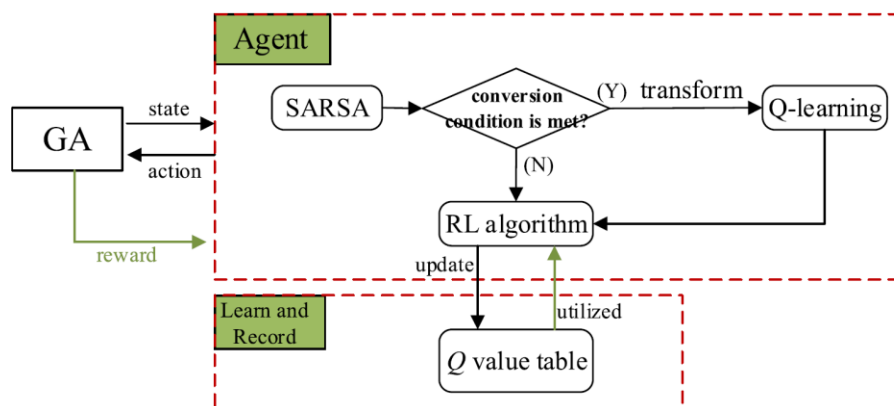 Agent
(Y) transform
SARSA
conversion
condition is met?
Q-learning
state
GA
action
(N)
RL algorithm
reward
update
Learn and
Record
utilized
Q value table